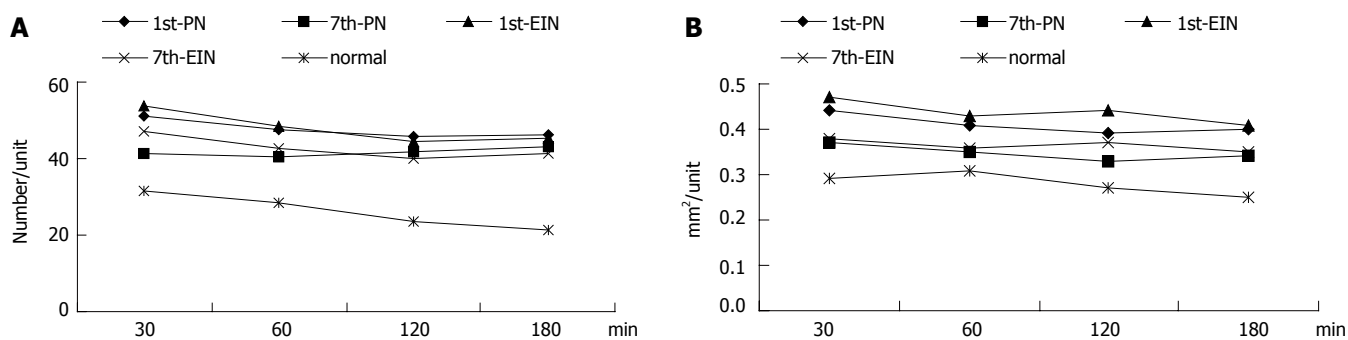 A
1st-PN 7th-PN 1st-EIN
7th-EIN normal
Number/unit
60
40
20
0
30 60 120 180 min
B
1st-PN 7th-PN 1st-EIN
7th-EIN normal
mm²/unit
0.5
0.4
0.3
0.2
0.1
0.0
30 60 120 180 min